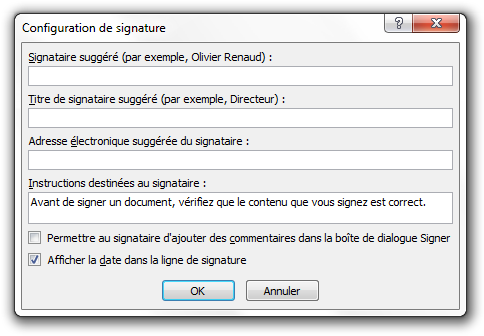 Configuration de signature
Signataire suggéré (par exemple, Olivier Renaud) :
Titre de signataire suggéré (par exemple, Directeur) :
Adresse électronique suggérée du signataire :
Instructions destinées au signataire :
Avant de signer un document, vérifiez que le contenu que vous signez est correct.
Permettre au signataire d'ajouter des commentaires dans la boîte de dialogue Signer
Afficher la date dans la ligne de signature
OK Annuler